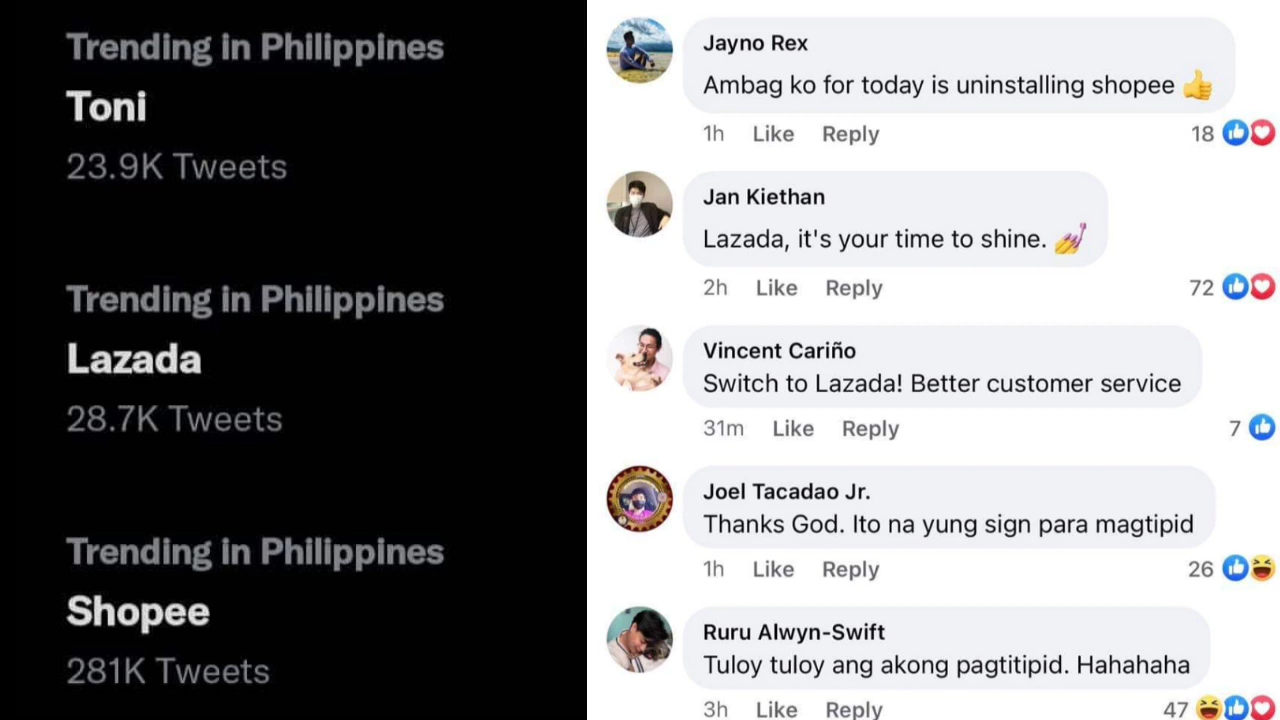 Trending in Philippines
Toni
23.9K Tweets
Trending in Philippines
Lazada
28.7K Tweets
Trending in Philippines
Shopee
281K Tweets
Jayno Rex
Ambag ko for today is uninstalling shopee 👍
1h Like Reply 18
Jan Kiethan
Lazada, it's your time to shine. 💅
2h Like Reply 72
Vincent Cariño
Switch to Lazada! Better customer service
31m Like Reply 7
Joel Tacadao Jr.
Thanks God. Ito na yung sign para magtipid
1h Like Reply 26
Ruru Alwyn-Swift
Tuloy tuloy ang akong pagtitipid. Hahahaha
3h Like Reply 47